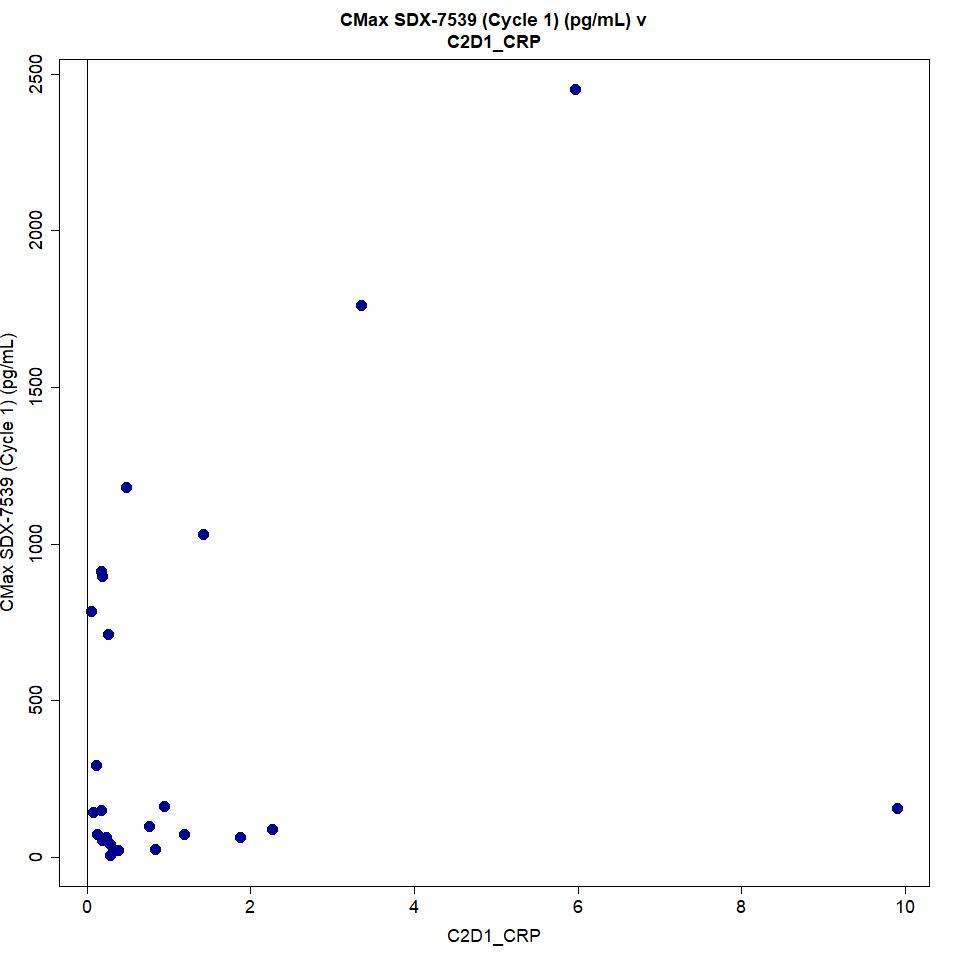 CMax SDX-7539 (Cycle 1) (pg/mL) v
C2D1_CRP
CMax SDX-7539 (Cycle 1) (pg/mL)
2500
2000
1500
1000
500
0
0 2 4 6 8 10
C2D1_CRP